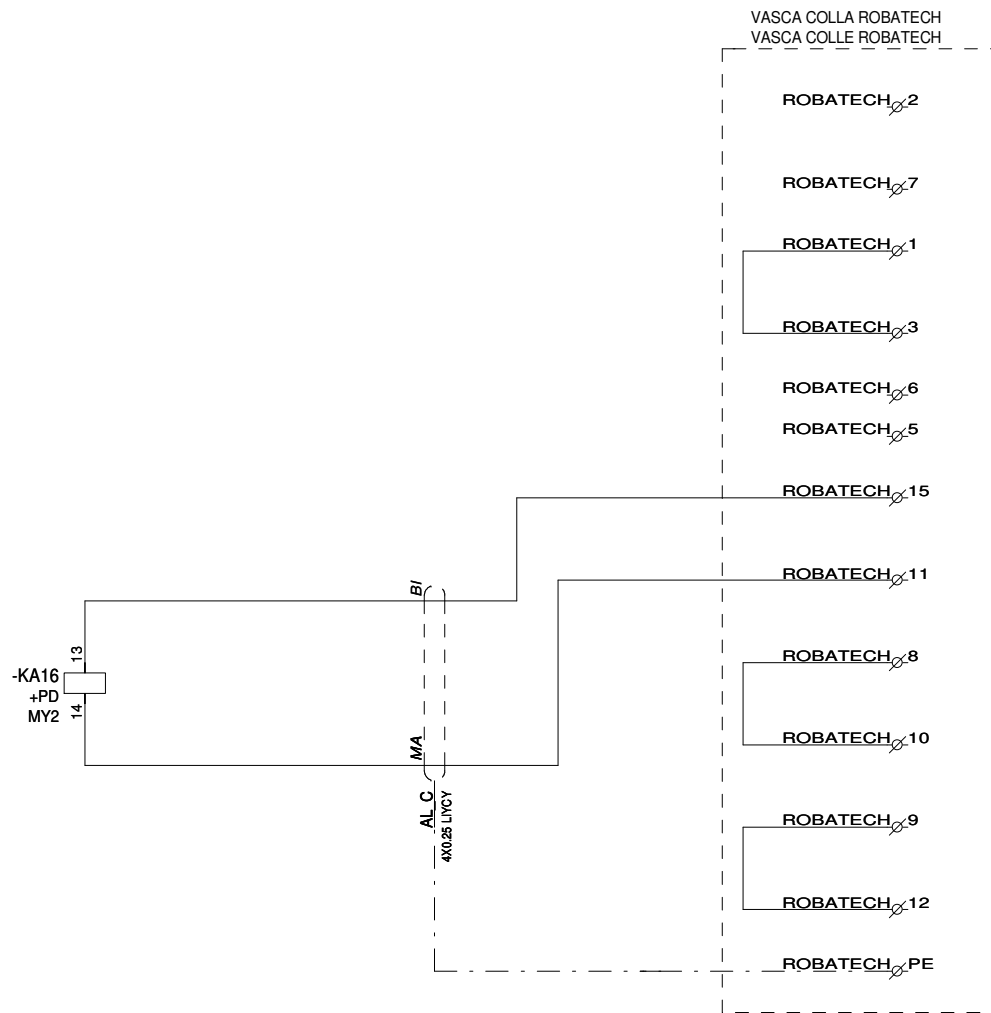 VASCA COLLA ROBATECH
VASCA COLLE ROBATECH
ROBATECH 2
ROBATECH 7
ROBATECH 1
ROBATECH 3
ROBATECH 6
ROBATECH 5
ROBATECH 15
ROBATECH 11
BI
13
-KA16
+PD
MY2
14
ROBATECH 8
MA
ROBATECH 10
AL_C
4X0.25 LIYCY
ROBATECH 9
ROBATECH 12
ROBATECH PE